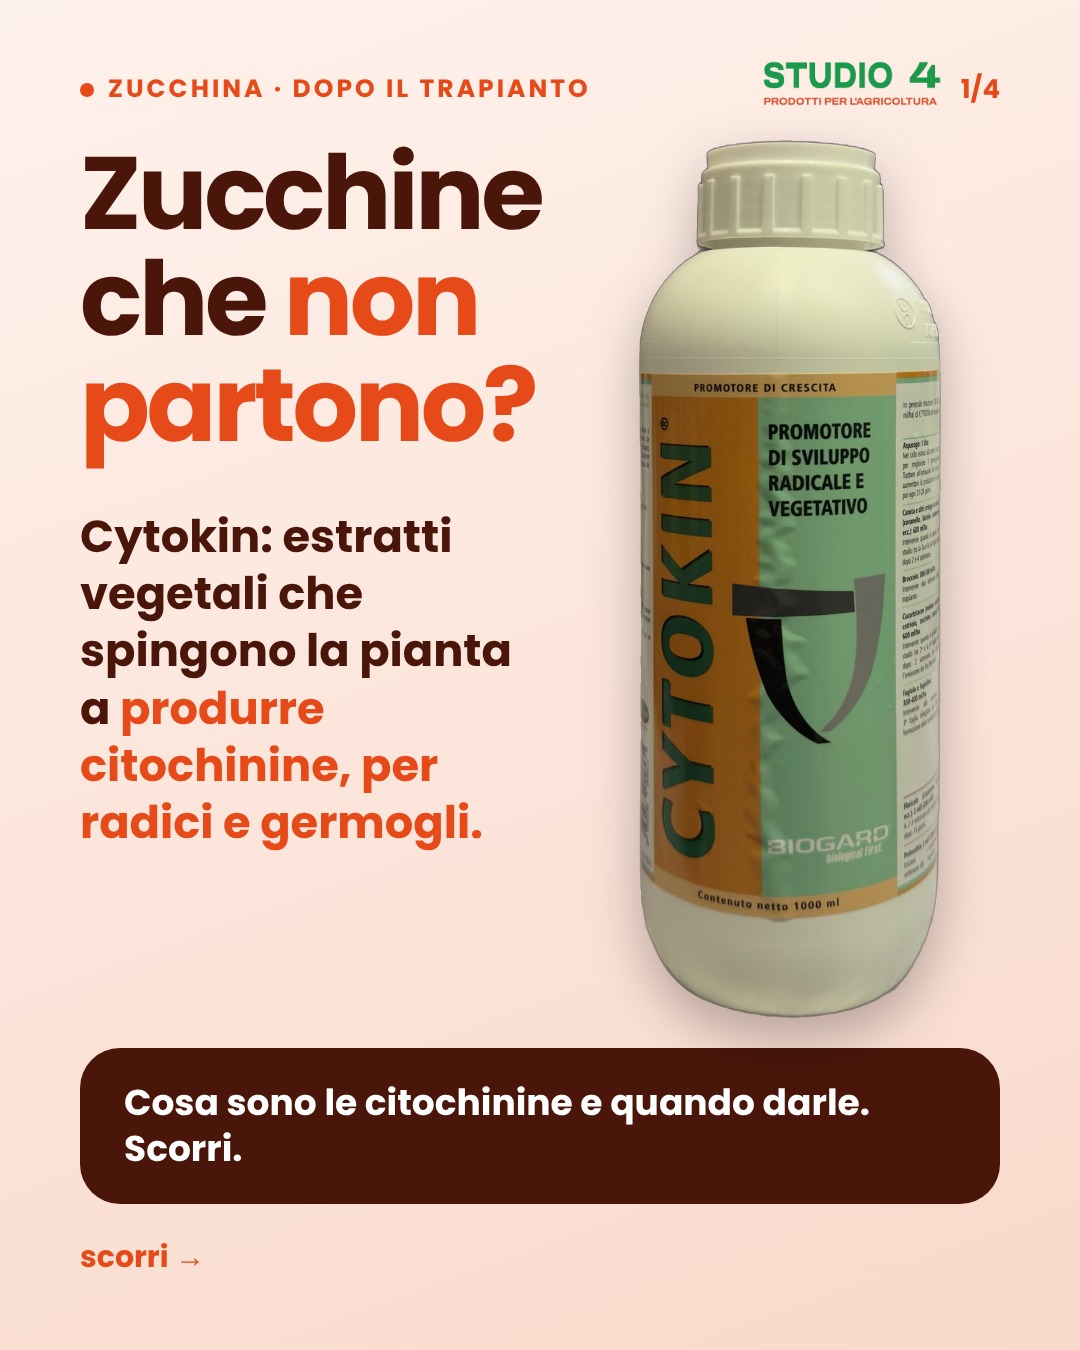 ZUCCHINA · DOPO IL TRAPIANTO
STUDIO 4
PRODOTTI PER L'AGRICOLTURA
1/4
Zucchine
che non
partono?
Cytokin: estratti
vegetali che
spingono la pianta
a produrre
citochinine, per
radici e germogli.
PROMOTORE DI CRESCITA
CYTOKIN®
PROMOTORE
DI SVILUPPO
RADICALE E
VEGETATIVO
BIOGARD
biological First
Contenuto netto 1000 ml
Cosa sono le citochinine e quando darle.
Scorri.
scorri →